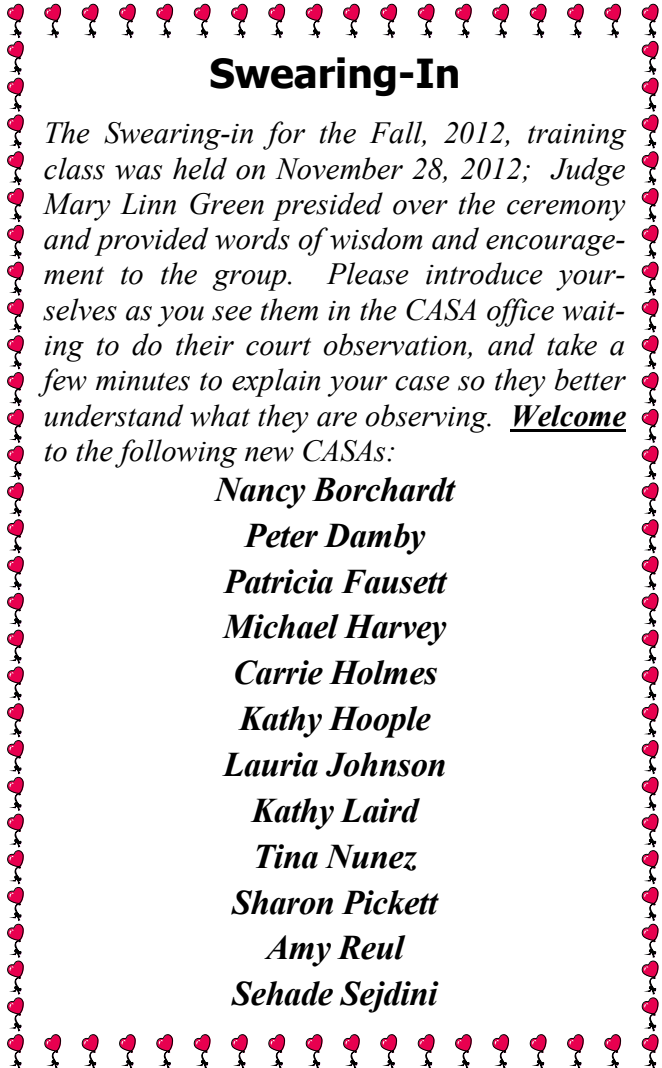 Swearing-In
The Swearing-in for the Fall, 2012, training
class was held on November 28, 2012;  Judge
Mary Linn Green presided over the ceremony
and provided words of wisdom and encourage-
ment to the group.  Please introduce your-
selves as you see them in the CASA office wait-
ing to do their court observation, and take a
few minutes to explain your case so they better
understand what they are observing.  Welcome
to the following new CASAs:
Nancy Borchardt
Peter Damby
Patricia Fausett
Michael Harvey
Carrie Holmes
Kathy Hoople
Lauria Johnson
Kathy Laird
Tina Nunez
Sharon Pickett
Amy Reul
Sehade Sejdini